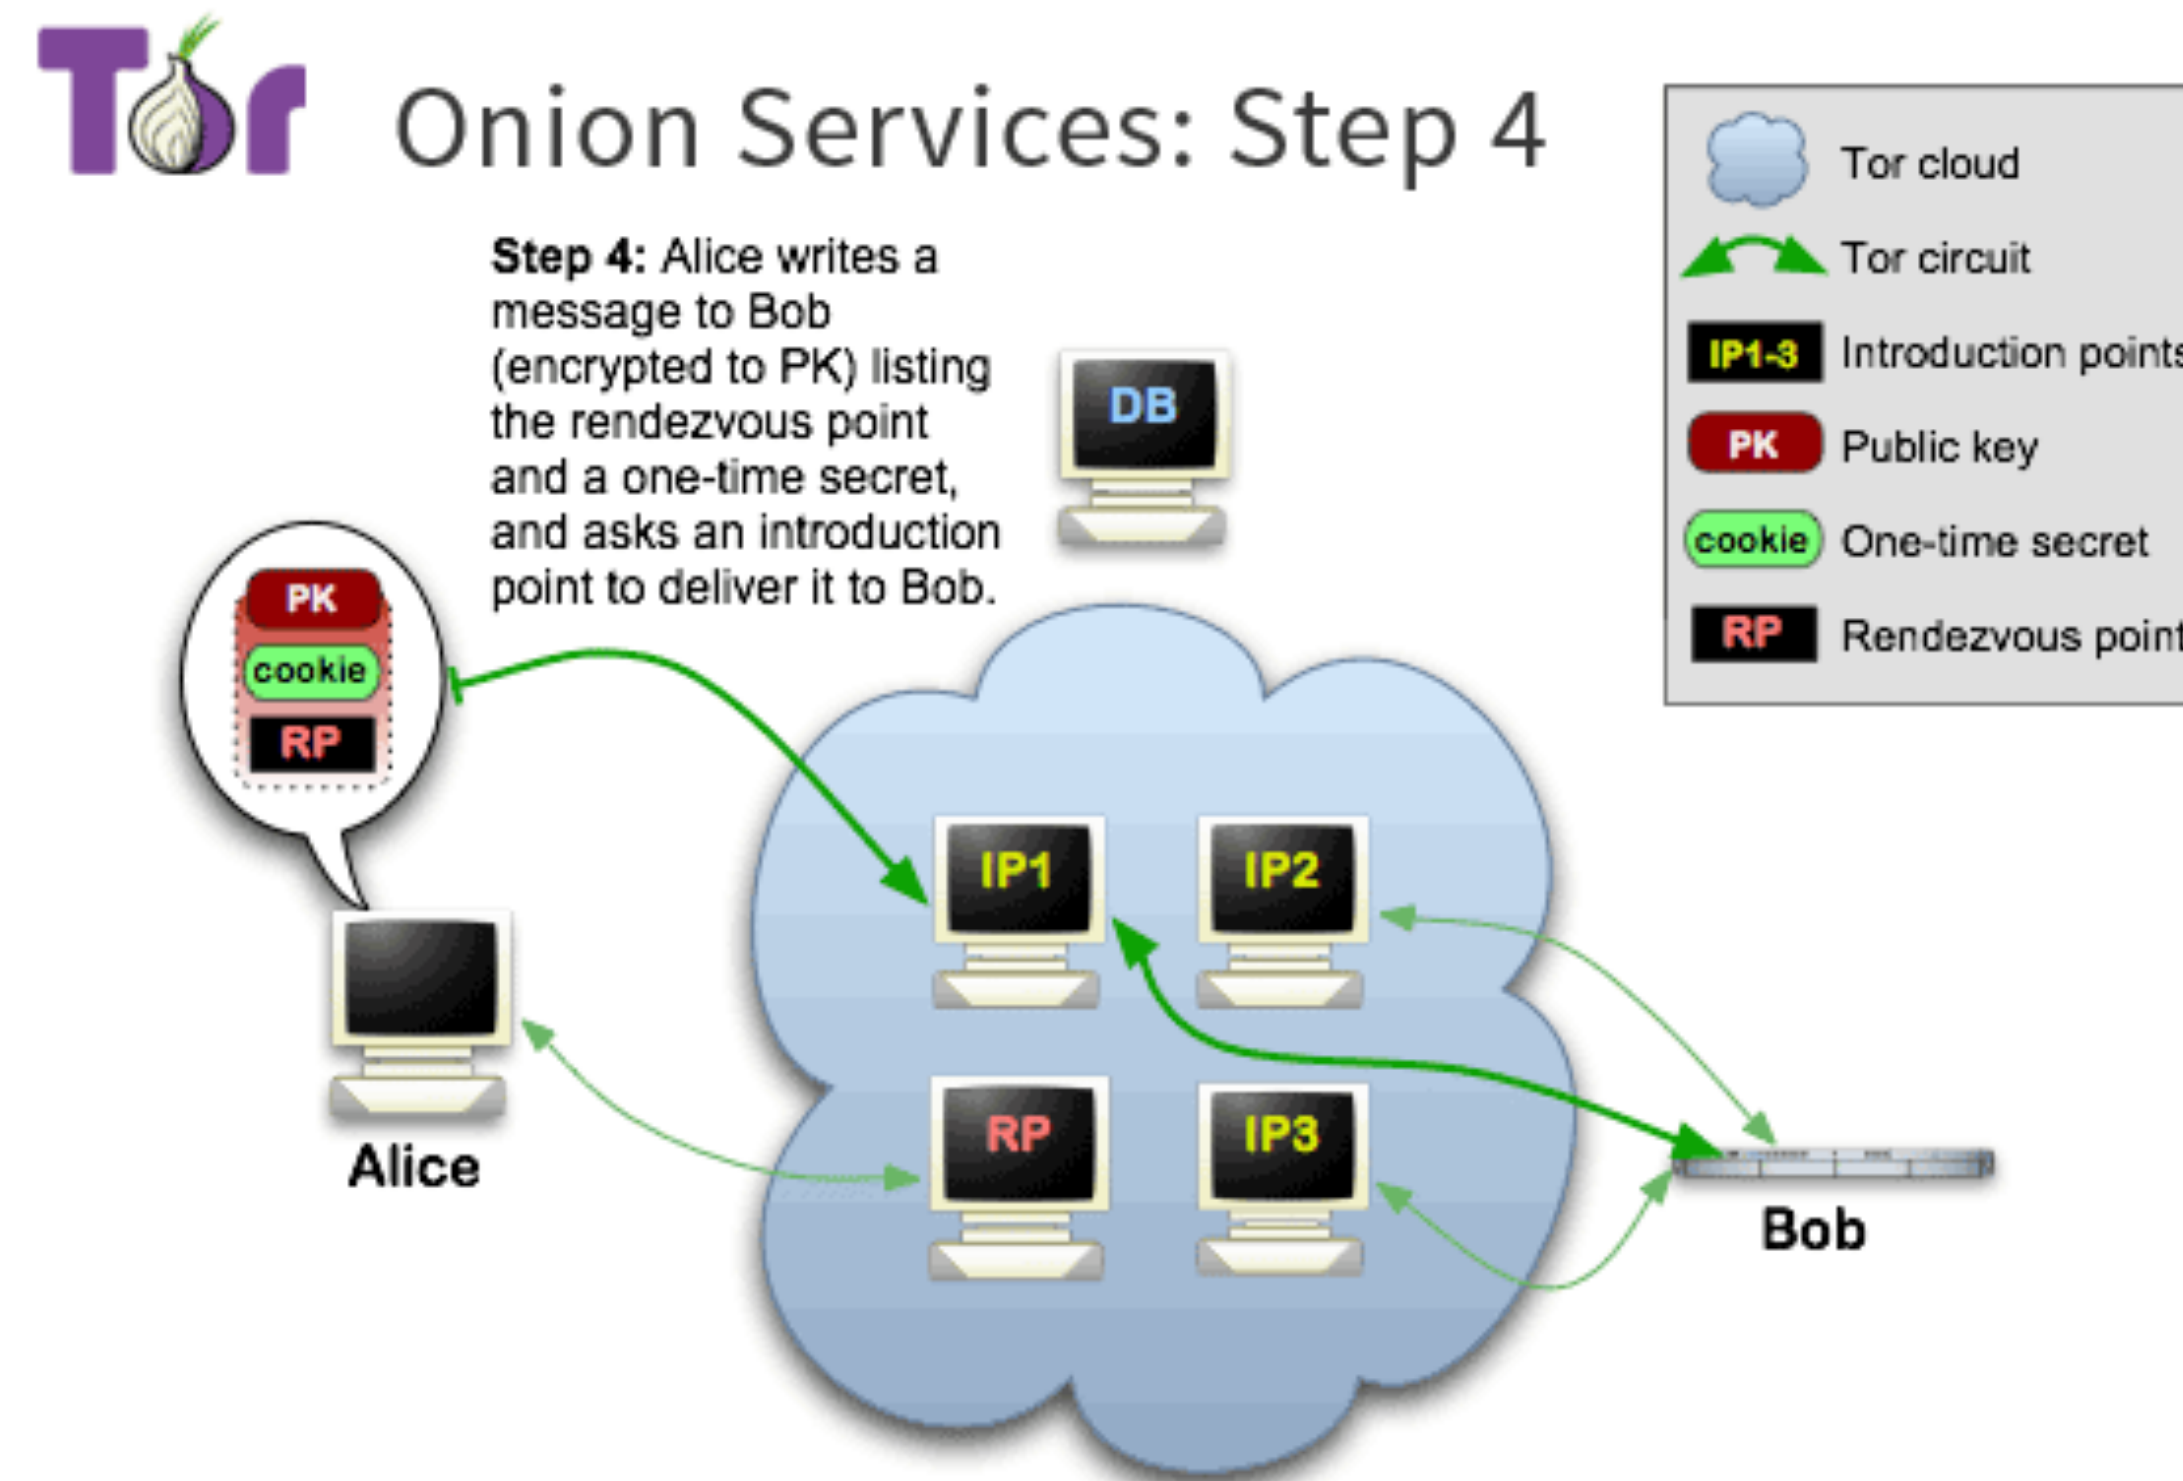 Tor
Onion Services: Step 4
Step 4: Alice writes a
message to Bob
(encrypted to PK) listing
the rendezvous point
and a one-time secret,
and asks an introduction
point to deliver it to Bob.
DB
Tor cloud
Tor circuit
IP1-3 Introduction points
PK Public key
cookie One-time secret
RP Rendezvous point
PK
cookie
RP
IP1
IP2
RP
IP3
Alice
Bob